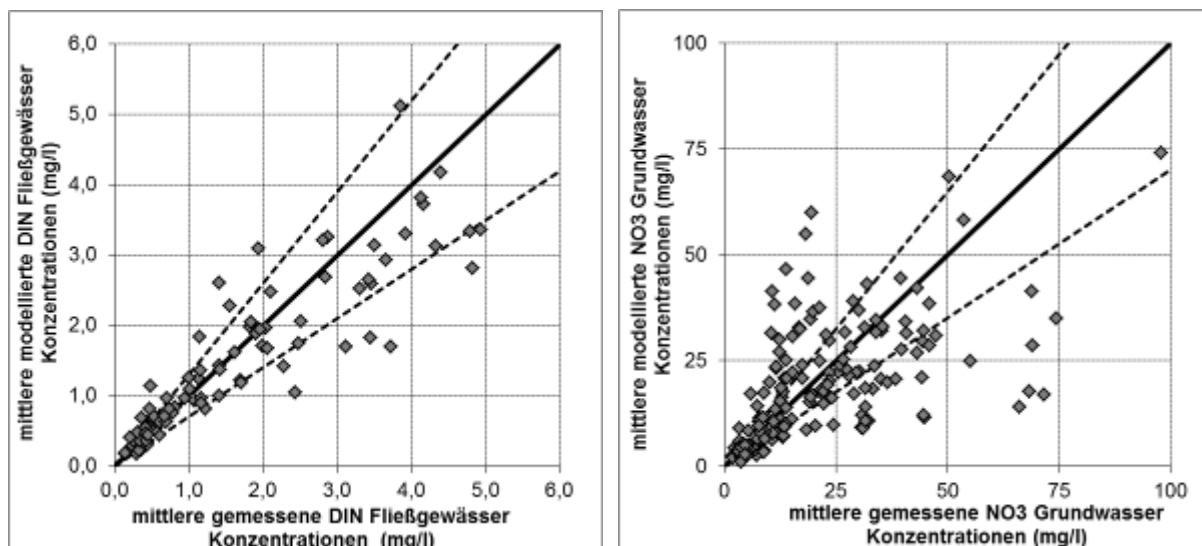 mittlere modellierte DIN Fließgewässer
Konzentrationen (mg/l)
6,0
5,0
4,0
3,0
2,0
1,0
0,0
0,0 1,0 2,0 3,0 4,0 5,0 6,0
mittlere gemessene DIN Fließgewässer
Konzentrationen (mg/l)
mittlere modellierte NO3 Grundwasser
Konzentrationen (mg/l)
100
75
50
25
0
0 25 50 75 100
mittlere gemessene NO3 Grundwasser
Konzentrationen (mg/l)